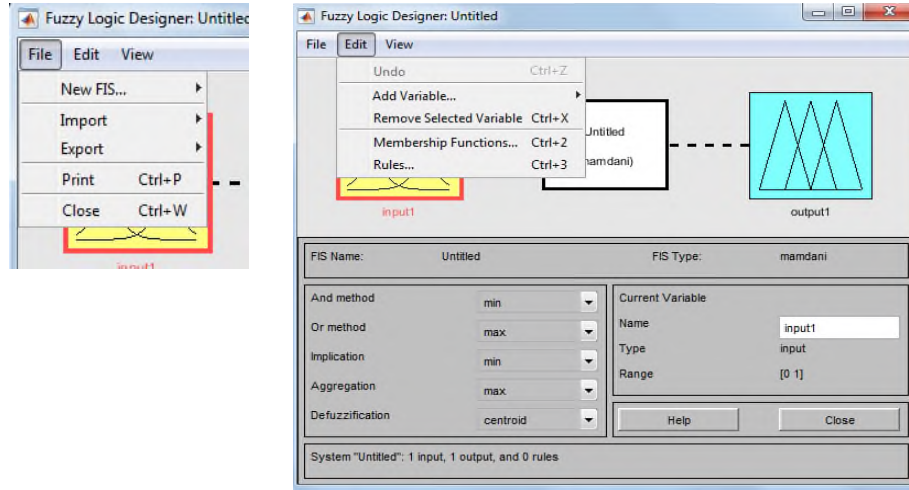 Fuzzy Logic Designer: Untitled
File Edit View
New FIS...
Import
Export
Print Ctrl+P
Close Ctrl+W
input1
Fuzzy Logic Designer: Untitled
File Edit View
Undo Ctrl+Z
Add Variable...
Remove Selected Variable Ctrl+X
Membership Functions... Ctrl+2
Rules... Ctrl+3
Untitled
mamdani)
input1
output1
FIS Name: Untitled FIS Type: mamdani
And method min
Or method max
Implication min
Aggregation max
Defuzzification centroid
Current Variable
Name input1
Type input
Range [0 1]
Help Close
System "Untitled": 1 input, 1 output, and 0 rules